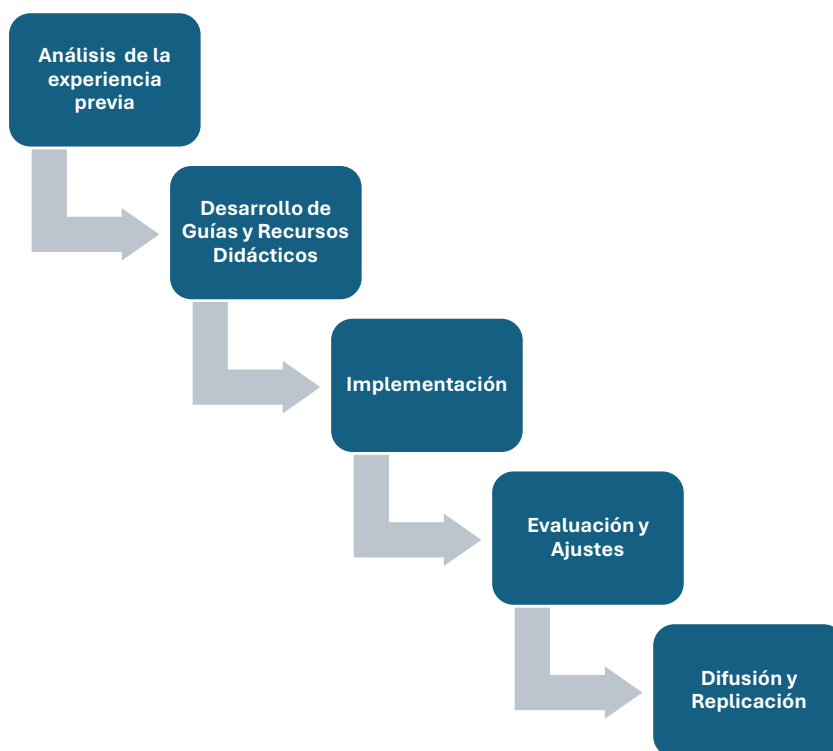 Análisis de la
experiencia
previa
Desarrollo de
Guías y Recursos
Didácticos
Implementación
Evaluación y
Ajustes
Difusión y
Replicación